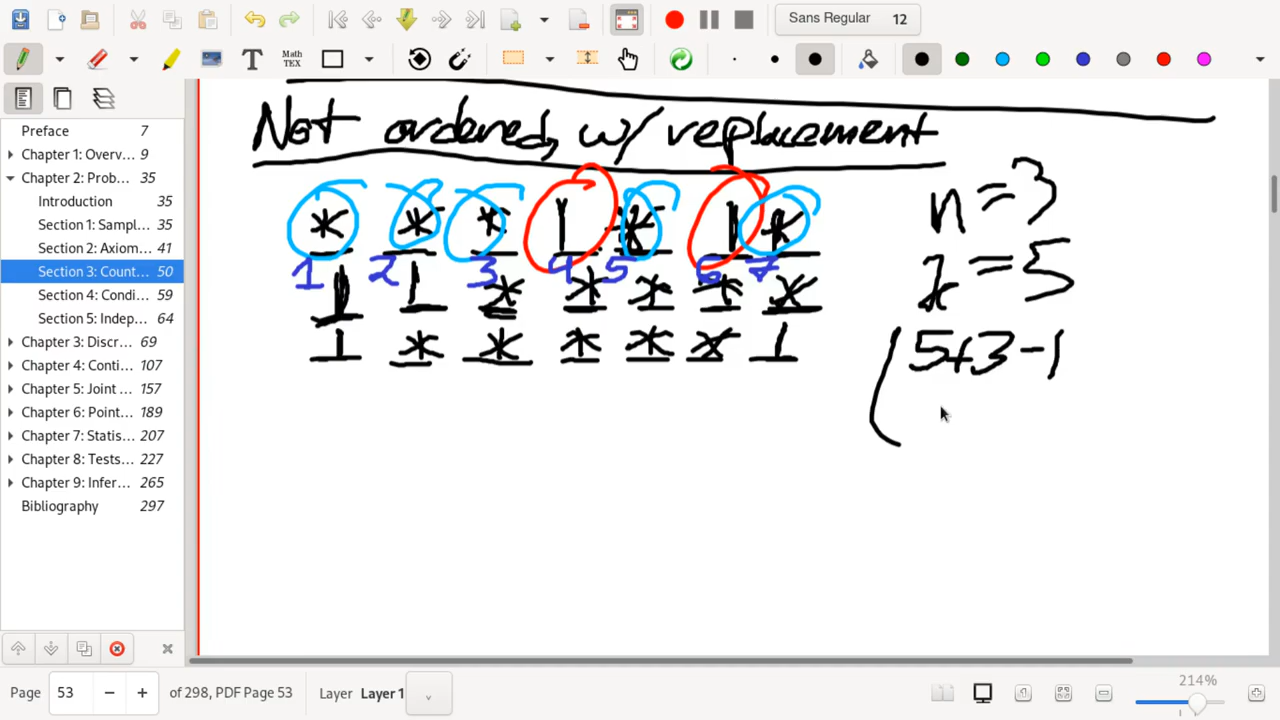 Sans Regular 12
T Math TEX
Preface 7
Chapter 1: Overv... 9
Chapter 2: Prob... 35
Introduction 35
Section 1: Sampl... 35
Section 2: Axiom... 41
Section 3: Count... 50
Section 4: Condi... 59
Section 5: Indep... 64
Chapter 3: Discr... 69
Chapter 4: Conti... 107
Chapter 5: Joint ... 157
Chapter 6: Point... 189
Chapter 7: Statis... 207
Chapter 8: Tests... 227
Chapter 9: Infer... 265
Bibliography 297
Not ordered, w/ replacement
* * * | * | *
1 2 3 4 5 6 7
| | * * * * *
| * * * * * |
n=3
k=5
(5+3-1
Page 53 of 298, PDF Page 53 Layer Layer 1 214%